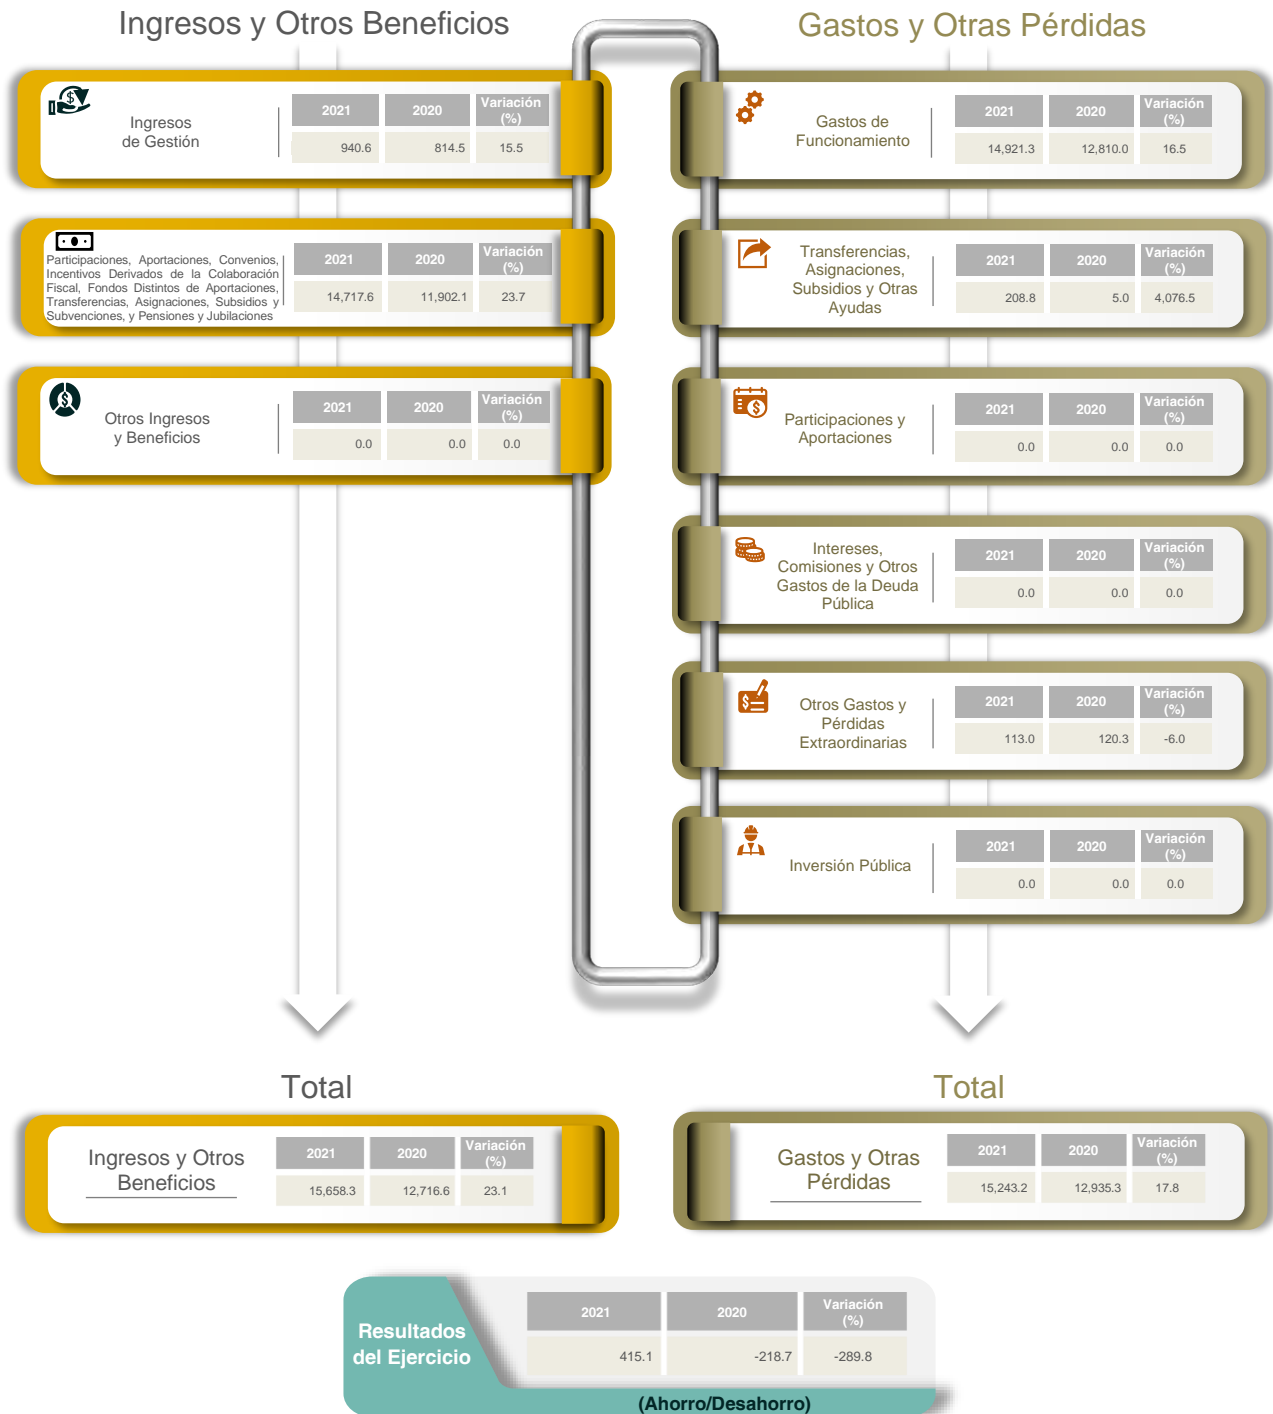 Ingresos y Otros Beneficios
Ingresos
de Gestión
2021 2020 Variación
(%)
940.6 814.5 15.5
Participaciones, Aportaciones, Convenios,
Incentivos Derivados de la Colaboración
Fiscal, Fondos Distintos de Aportaciones,
Transferencias, Asignaciones, Subsidios y
Subvenciones, y Pensiones y Jubilaciones
2021 2020 Variación
(%)
14,717.6 11,902.1 23.7
Otros Ingresos
y Beneficios
2021 2020 Variación
(%)
0.0 0.0 0.0
Total
Ingresos y Otros
Beneficios
2021 2020 Variación
(%)
15,658.3 12,716.6 23.1
Gastos y Otras Pérdidas
Gastos de
Funcionamiento
2021 2020 Variación
(%)
14,921.3 12,810.0 16.5
Transferencias,
Asignaciones,
Subsidios y Otras
Ayudas
2021 2020 Variación
(%)
208.8 5.0 4,076.5
Participaciones y
Aportaciones
2021 2020 Variación
(%)
0.0 0.0 0.0
Intereses,
Comisiones y Otros
Gastos de la Deuda
Pública
2021 2020 Variación
(%)
0.0 0.0 0.0
Otros Gastos y
Pérdidas
Extraordinarias
2021 2020 Variación
(%)
113.0 120.3 -6.0
Inversión Pública
2021 2020 Variación
(%)
0.0 0.0 0.0
Total
Gastos y Otras
Pérdidas
2021 2020 Variación
(%)
15,243.2 12,935.3 17.8
Resultados
del Ejercicio
2021 2020 Variación
(%)
415.1 -218.7 -289.8
(Ahorro/Desahorro)